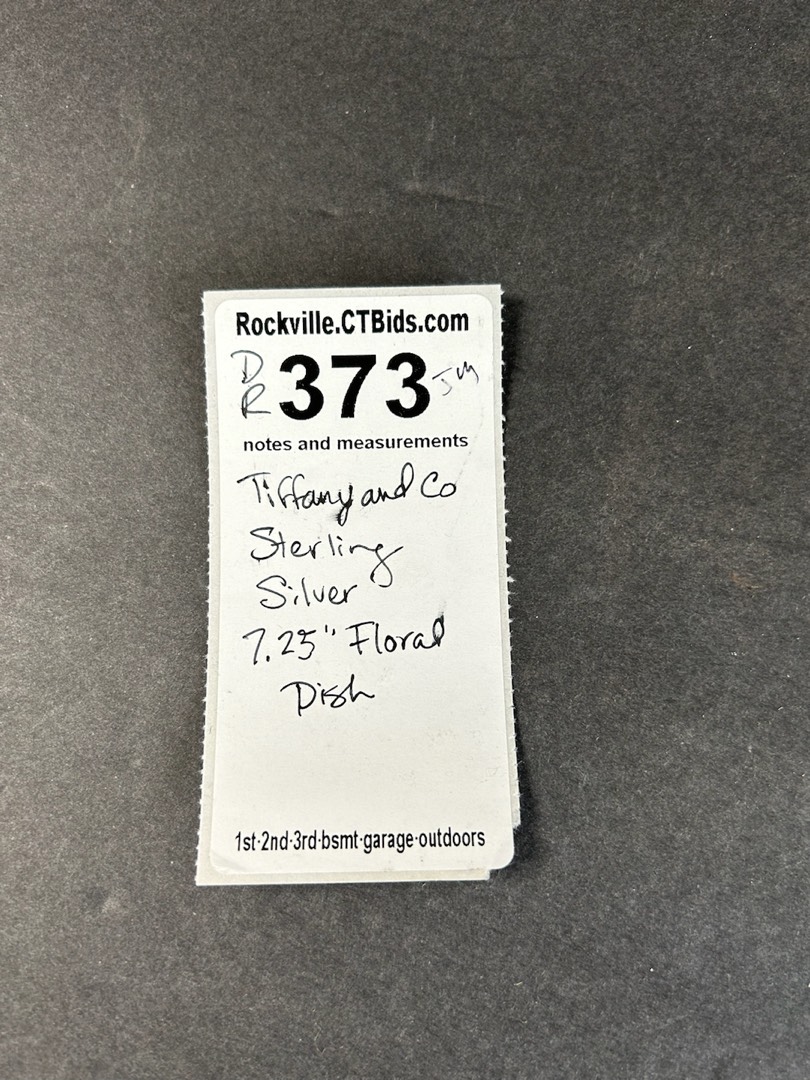 Rockville.CTBids.com
DR 373 JM
notes and measurements
Tiffany and Co
Sterling
Silver
7.25" Floral
Dish
1st·2nd·3rd·bsmt·garage·outdoors